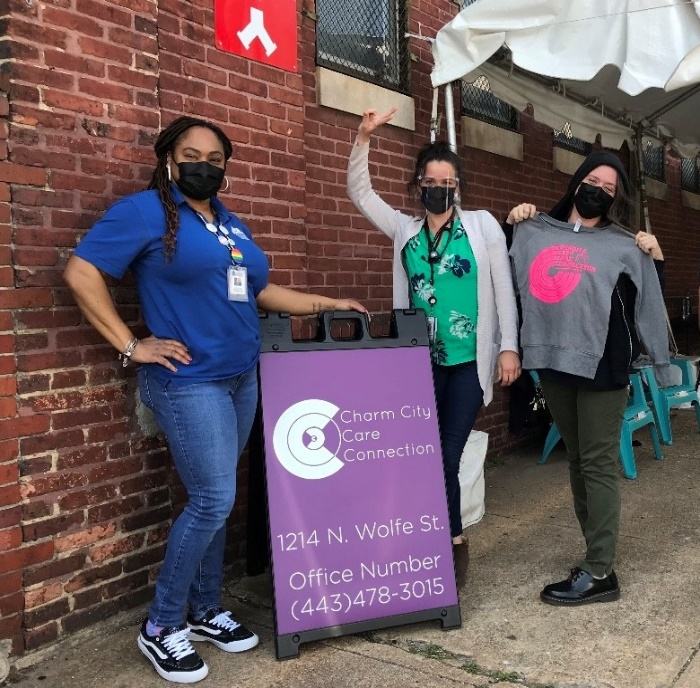 Charm City
Care
Connection
1214 N. Wolfe St.
Office Number
(443)478-3015